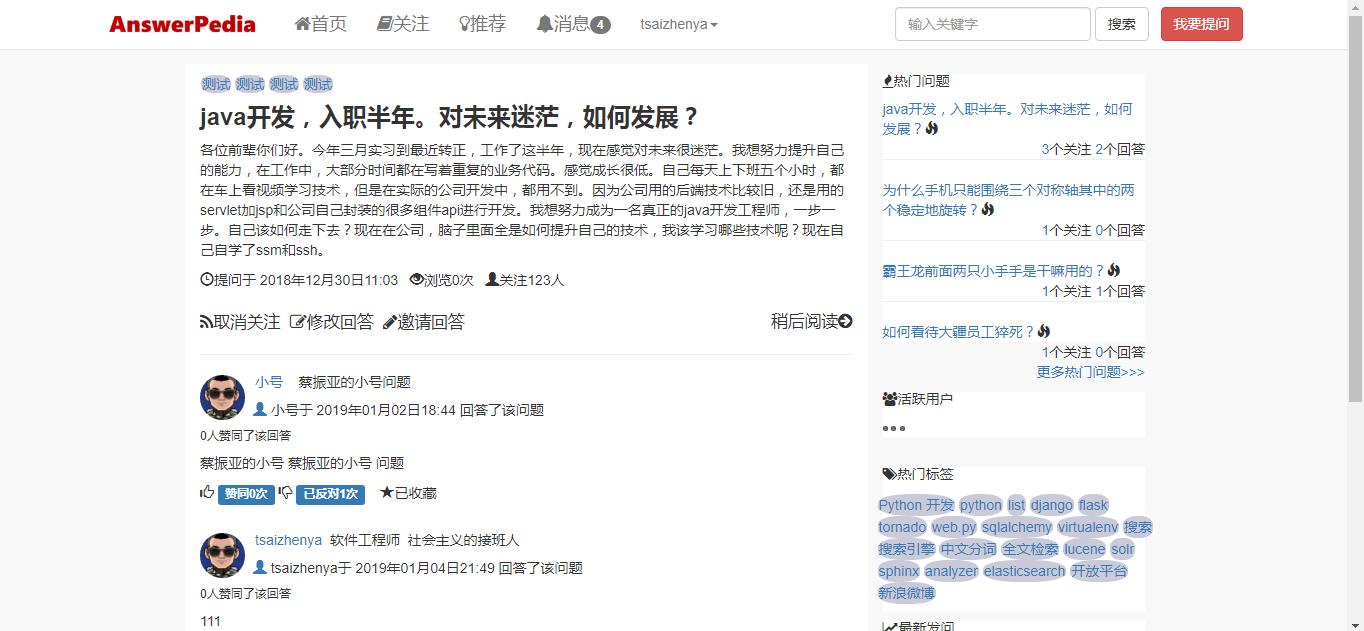 AnswerPedia 首页 关注 推荐 消息 4 tsaizhenya 输入关键字 搜索 我要提问
测试 测试 测试 测试
java开发，入职半年。对未来迷茫，如何发展？
各位前辈你们好。今年三月实习到最近转正，工作了这半年，现在感觉对未来很迷茫。我想努力提升自己
的能力，在工作中，大部分时间都在写着重复的业务代码。感觉成长很低。自己每天上下班五个小时，都
在车上看视频学习技术，但是在实际的公司开发中，都用不到。因为公司用的后端技术比较旧，还是用的
servlet加jsp和公司自己封装的很多组件api进行开发。我想努力成为一名真正的java开发工程师，一步一
步。自己该如何走下去？现在在公司，脑子里面全是如何提升自己的技术，我该学习哪些技术呢？现在自
己自学了ssm和ssh。
提问于 2018年12月30日11:03 浏览0次 关注123人
取消关注 修改回答 邀请回答 稍后阅读
小号 蔡振亚的小号问题
小号于 2019年01月02日18:44 回答了该问题
0人赞同了该回答
蔡振亚的小号 蔡振亚的小号 问题
赞同0次 已反对1次 ★已收藏
tsaizhenya 软件工程师 社会主义的接班人
tsaizhenya于 2019年01月04日21:49 回答了该问题
0人赞同了该回答
111
热门问题
java开发，入职半年。对未来迷茫，如何
发展？
3个关注 2个回答
为什么手机只能围绕三个对称轴其中的两
个稳定地旋转？
1个关注 0个回答
霸王龙前面两只小手手是干嘛用的？
1个关注 1个回答
如何看待大疆员工猝死？
1个关注 0个回答
更多热门问题>>>
活跃用户
热门标签
Python 开发 python list django flask
tornado web.py sqlalchemy virtualenv 搜索
搜索引擎 中文分词 全文检索 lucene solr
sphinx analyzer elasticsearch 开放平台
新浪微博
最新发问